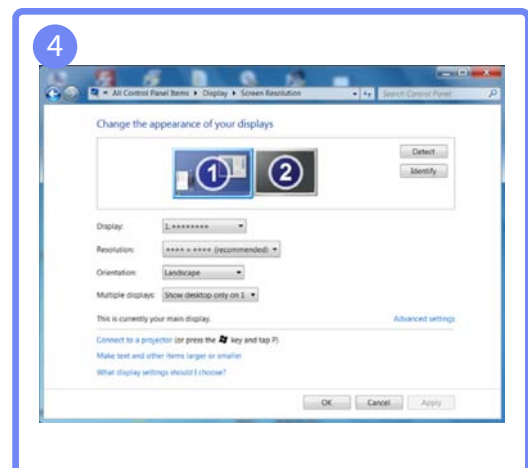 4
All Control Panel Items ▸ Display ▸ Screen Resolution
Search Control Panel
Change the appearance of your displays
1 2
Detect
Identify
Display: 1.********
Resolution: **** × **** (recommended)
Orientation: Landscape
Multiple displays: Show desktop only on 1
This is currently your main display. Advanced settings
Connect to a projector (or press the key and tap P)
Make text and other items larger or smaller
What display settings should I choose?
OK Cancel Apply